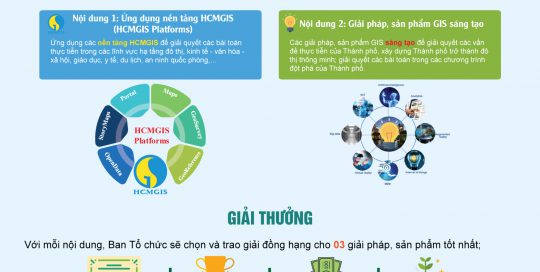 Nội dung 1: Ứng dụng nền tảng HCMGIS
(HCMGIS Platforms)
Ứng dụng các nền tảng HCMGIS để giải quyết các bài toán
thực tiễn trong các lĩnh vực hạ tầng đô thị, kinh tế - văn hóa -
xã hội, giáo dục, y tế, du lịch, an ninh quốc phòng,...
Nội dung 2: Giải pháp, sản phẩm GIS sáng tạo
Các giải pháp, sản phẩm GIS sáng tạo để giải quyết các vấn
đề thực tiễn của Thành phố, xây dựng Thành phố trở thành đô
thị thông minh; giải quyết các bài toán trong các chương trình
đột phá của Thành phố.
Portal
Maps
StoryMaps
GeoSurvey
OpenData
GeoReference
HCMGIS
Platforms
HCMGIS
GIẢI THƯỞNG
Với mỗi nội dung, Ban Tổ chức sẽ chọn và trao giải đồng hạng cho 03 giải pháp, sản phẩm tốt nhất;